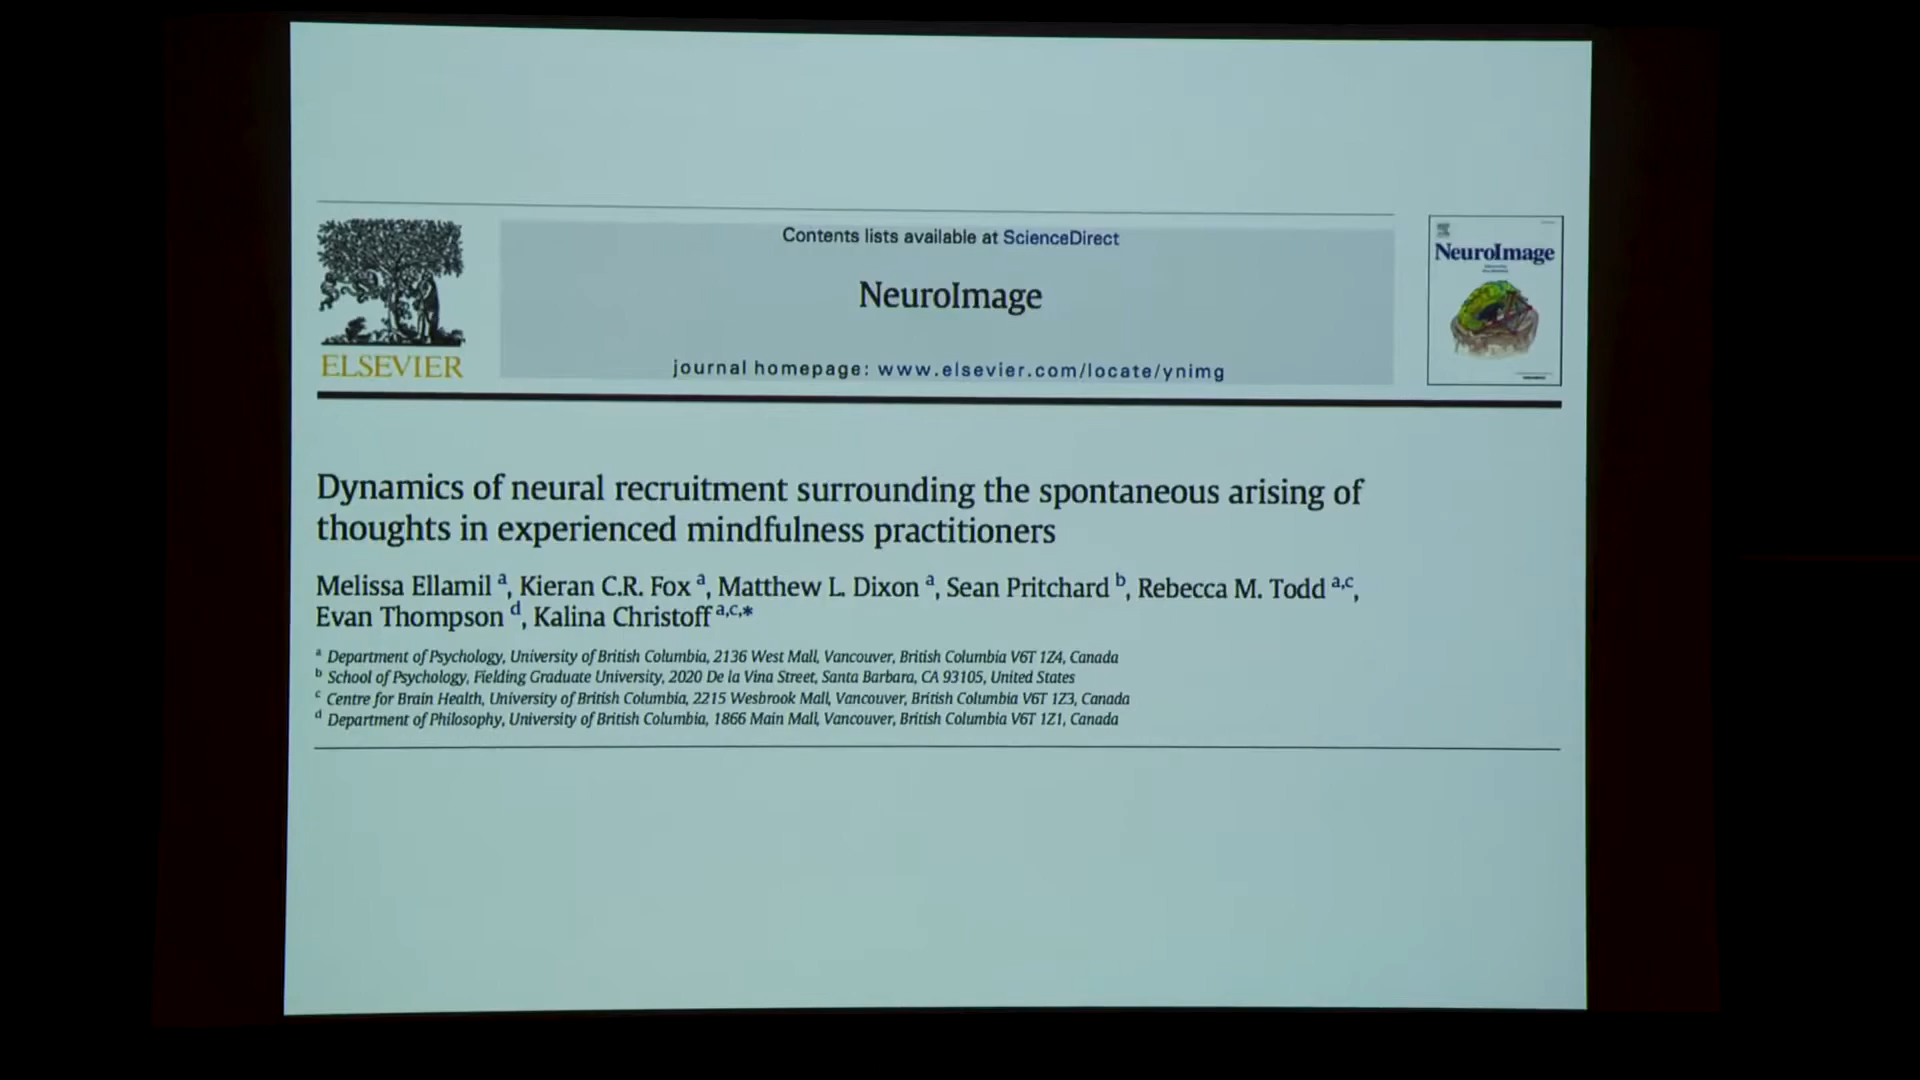 Contents lists available at ScienceDirect
NeuroImage
journal homepage: www.elsevier.com/locate/ynimg
ELSEVIER
NeuroImage
Dynamics of neural recruitment surrounding the spontaneous arising of
thoughts in experienced mindfulness practitioners
Melissa Ellamil a, Kieran C.R. Fox a, Matthew L. Dixon a, Sean Pritchard b, Rebecca M. Todd a,c,
Evan Thompson d, Kalina Christoff a,c,*
a Department of Psychology, University of British Columbia, 2136 West Mall, Vancouver, British Columbia V6T 1Z4, Canada
b School of Psychology, Fielding Graduate University, 2020 De la Vina Street, Santa Barbara, CA 93105, United States
c Centre for Brain Health, University of British Columbia, 2215 Wesbrook Mall, Vancouver, British Columbia V6T 1Z3, Canada
d Department of Philosophy, University of British Columbia, 1866 Main Mall, Vancouver, British Columbia V6T 1Z1, Canada